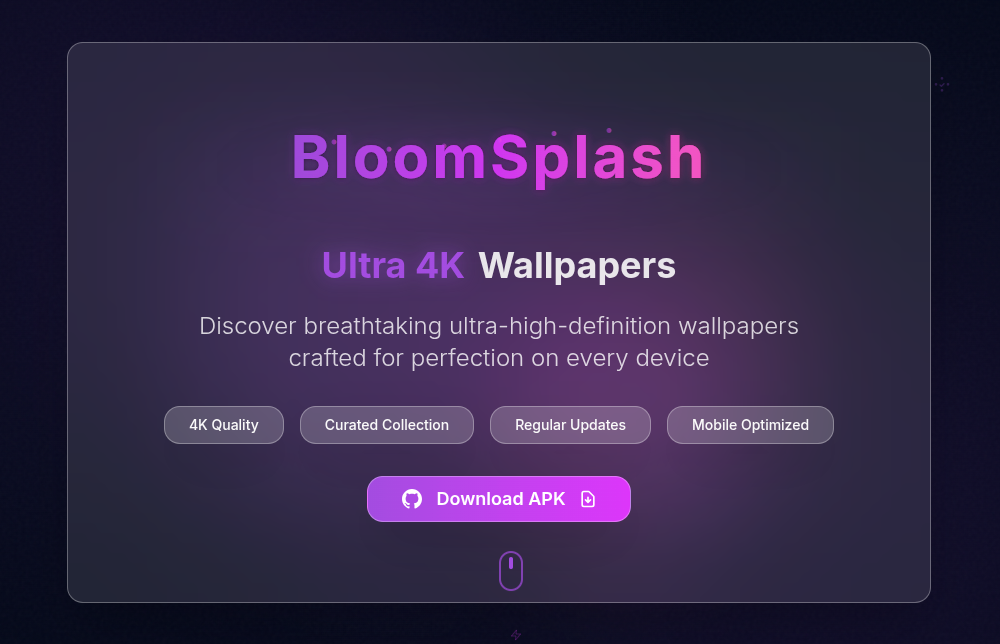 BloomSplash
Ultra 4K Wallpapers
Discover breathtaking ultra-high-definition wallpapers
crafted for perfection on every device
4K Quality
Curated Collection
Regular Updates
Mobile Optimized
Download APK